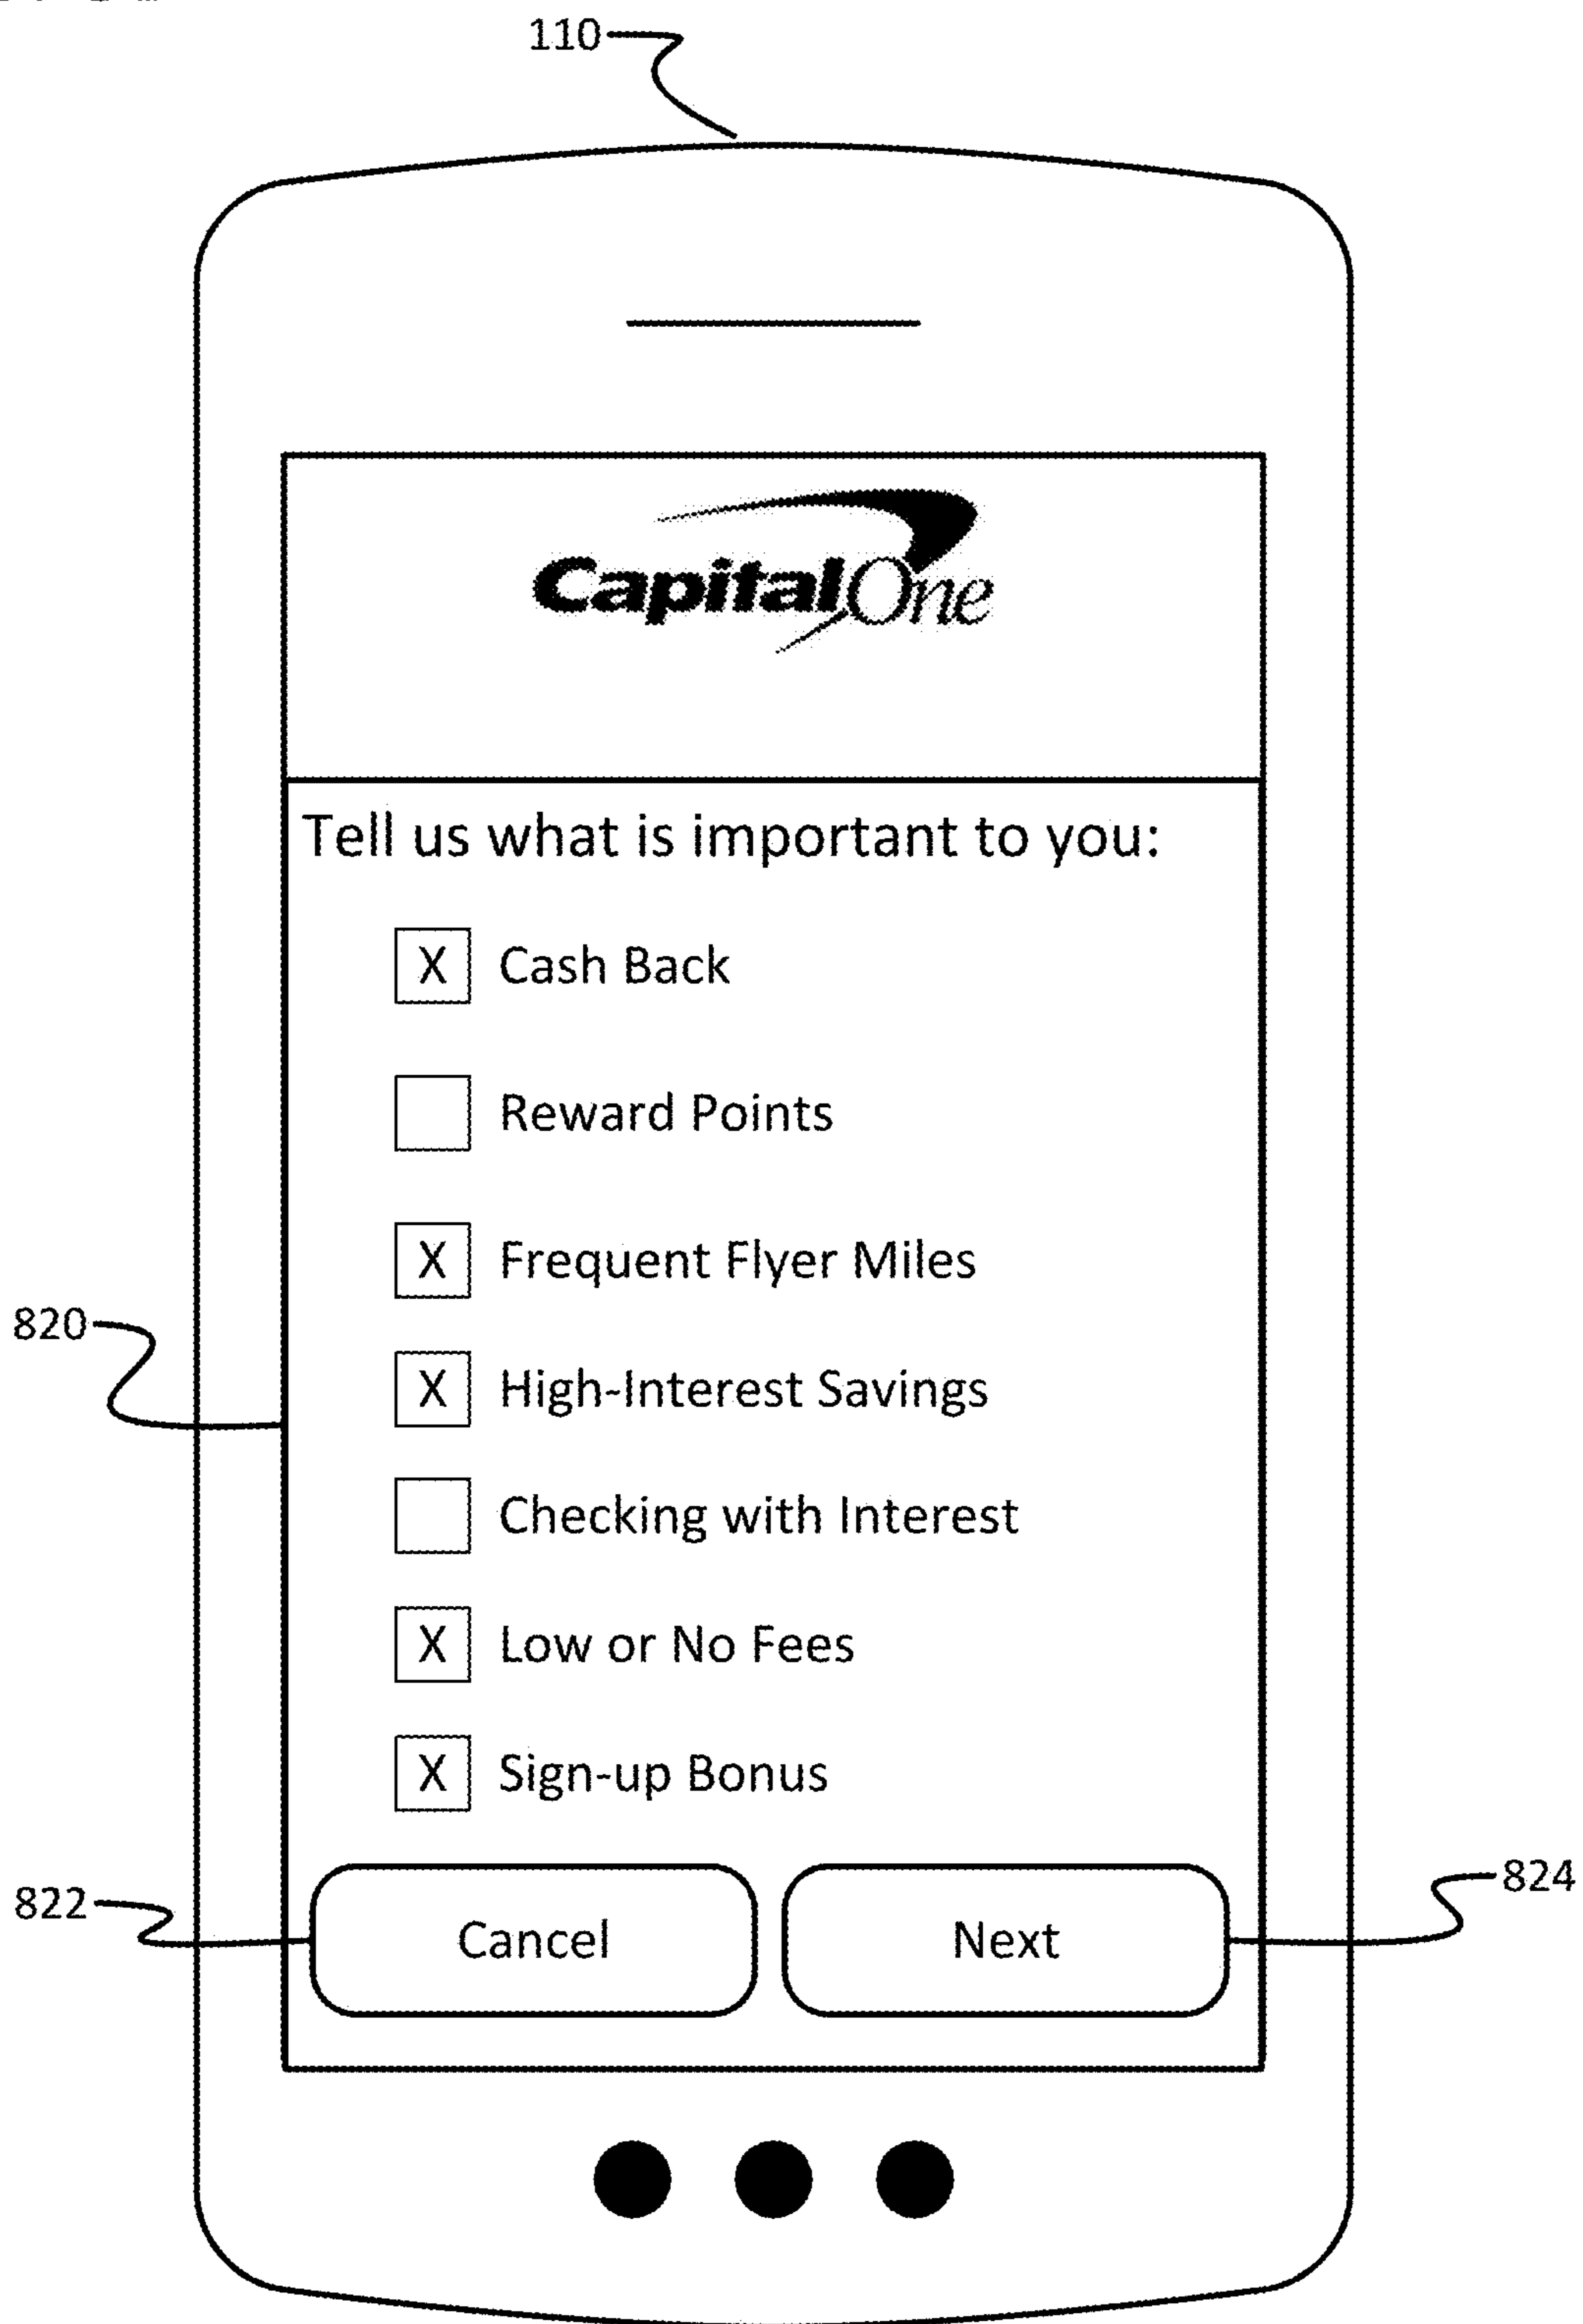 110
CapitalOne
Tell us what is important to you:
X Cash Back
Reward Points
X Frequent Flyer Miles
820
X High-Interest Savings
Checking with Interest
X Low or No Fees
X Sign-up Bonus
822
Cancel
Next
824